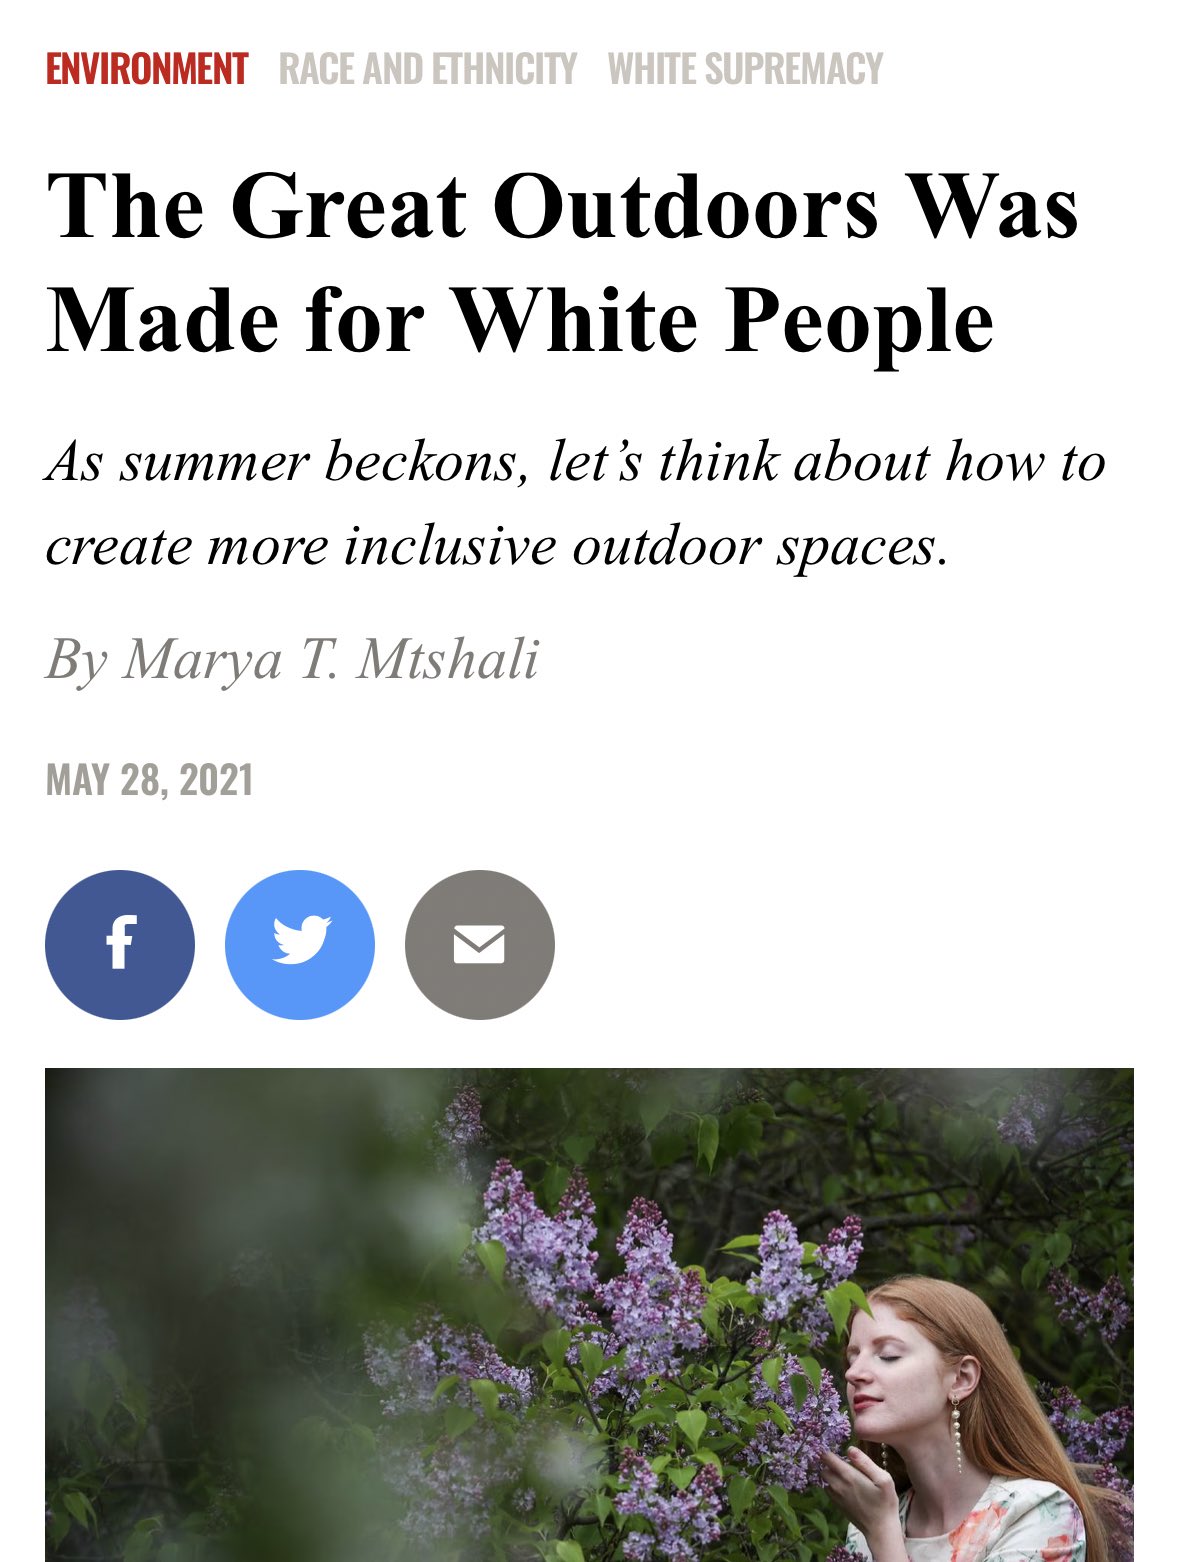 ENVIRONMENT RACE AND ETHNICITY WHITE SUPREMACY
The Great Outdoors Was
Made for White People
As summer beckons, let’s think about how to
create more inclusive outdoor spaces.
By Marya T. Mtshali
MAY 28, 2021